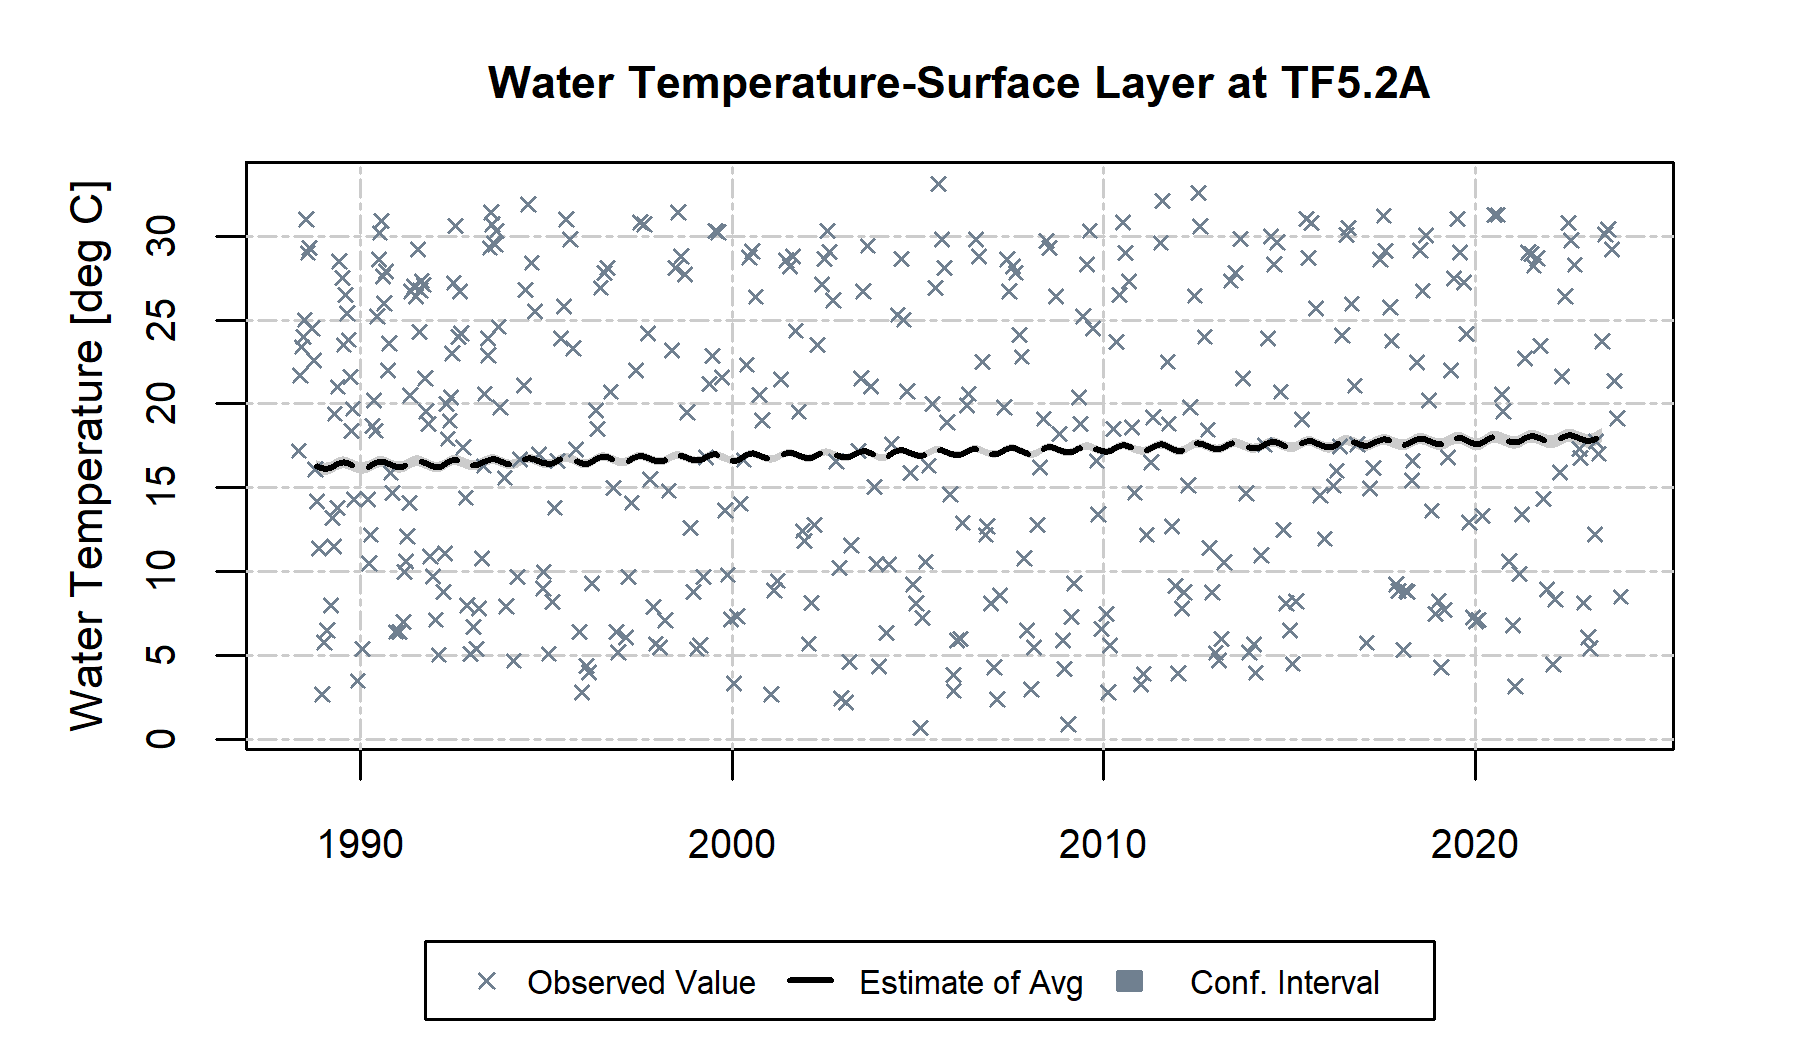 Water Temperature-Surface Layer at TF5.2A
Water Temperature [deg C]
30
25
20
15
10
5
0
1990 2000 2010 2020
Observed Value Estimate of Avg Conf. Interval